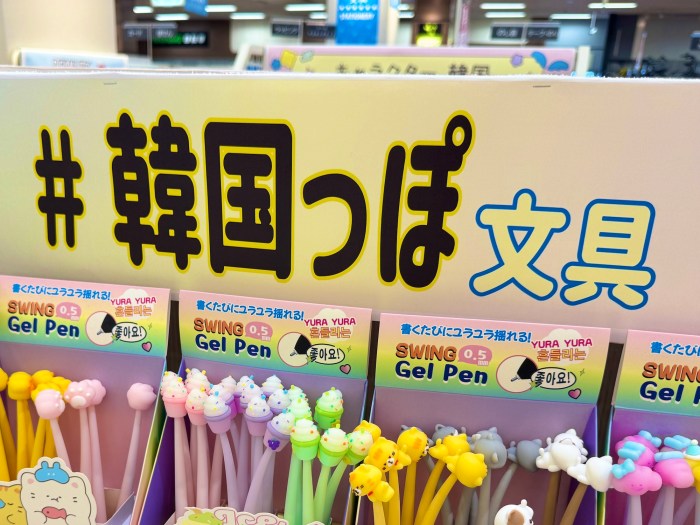 キャラクター 韓国
#韓国っぽ文具
書くたびにユラユラ揺れる!
SWING 0.5
Gel Pen
YURA YURA
흔들리는
좋아요!
書くたびにユラユラ揺れる!
SWING 0.5
Gel Pen
YURA YURA
흔들리는
좋아요!
書くたびにユラユラ揺れる!
SWING 0.5
Gel Pen
YURA YURA
흔들리는
좋아요!
書くたびに
SWING
Gel Pen